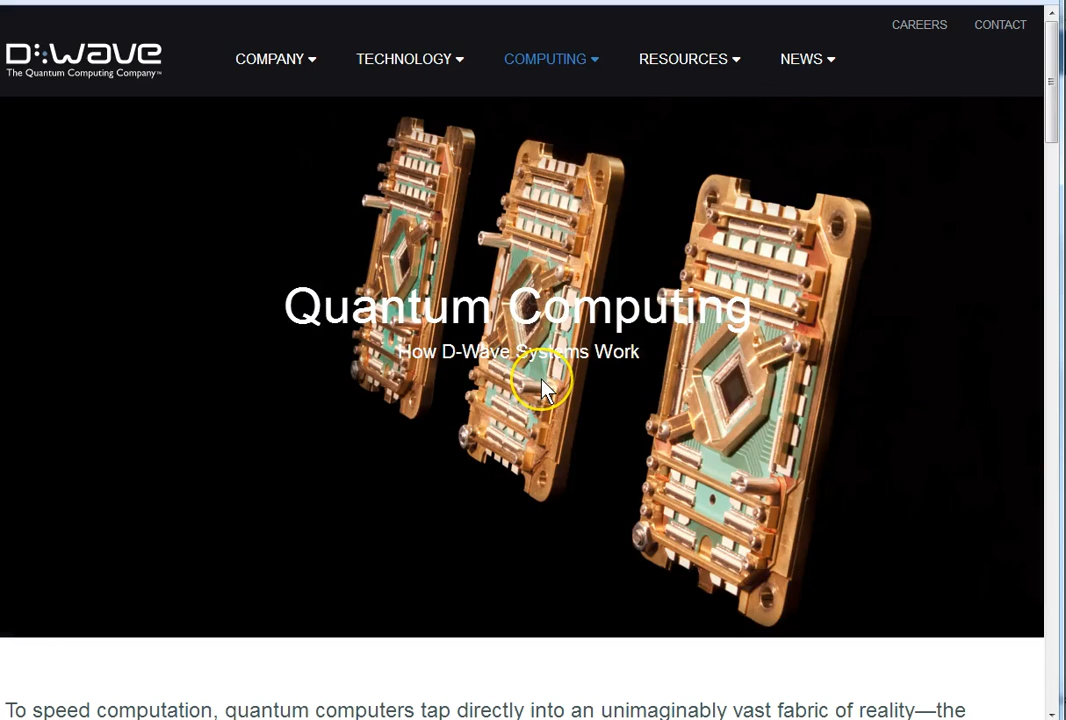 CAREERS CONTACT
D:Wave
The Quantum Computing Company™
COMPANY TECHNOLOGY COMPUTING RESOURCES NEWS
Quantum Computing
How D-Wave Systems Work
To speed computation, quantum computers tap directly into an unimaginably vast fabric of reality—the